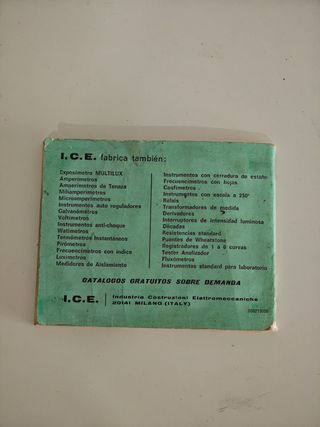 I.C.E. fabrica también:
Exposímetro MULTILUX
Amperímetros
Amperímetros de Tenaza
Miliamperímetros
Microamperímetros
Instrumentos auto reguladores
Galvanómetros
Voltímetros
Instrumentos anti-choque
Watímetros
Termómetros Instantáneos
Pirómetros
Frecuencímetros con índice
Luxímetros
Medidores de Aislamiento
Instrumentos con cerradura de estaño
Frecuencímetros con hojas
Cosfímetros
Instrumentos con escala a 250°
Relais
Transformadores de medida
Derivadores
Interruptores de intensidad luminosa
Décadas
Resistencias standard
Puentes de Wheatstone
Registradores de 1 a 6 curvas
Tester Analizador
Fluxómetros
Instrumentos standard para laboratorio
CATALOGOS GRATUITOS SOBRE DEMANDA
I.C.E.
Industria Costruzioni Elettromeccaniche
20141 MILANO (ITALY)